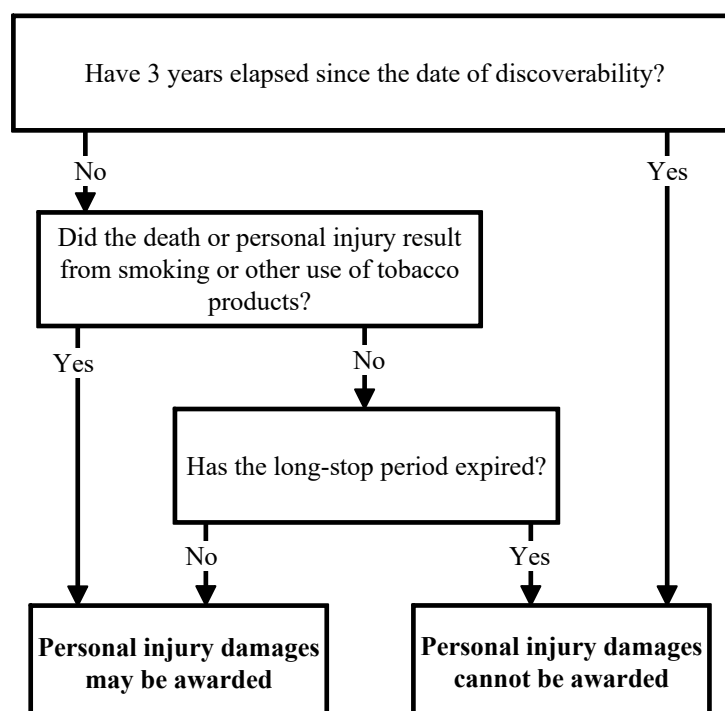 Have 3 years elapsed since the date of discoverability?
No
Yes
Did the death or personal injury result
from smoking or other use of tobacco
products?
Yes
No
Has the long-stop period expired?
No
Yes
Personal injury damages
may be awarded
Personal injury damages
cannot be awarded